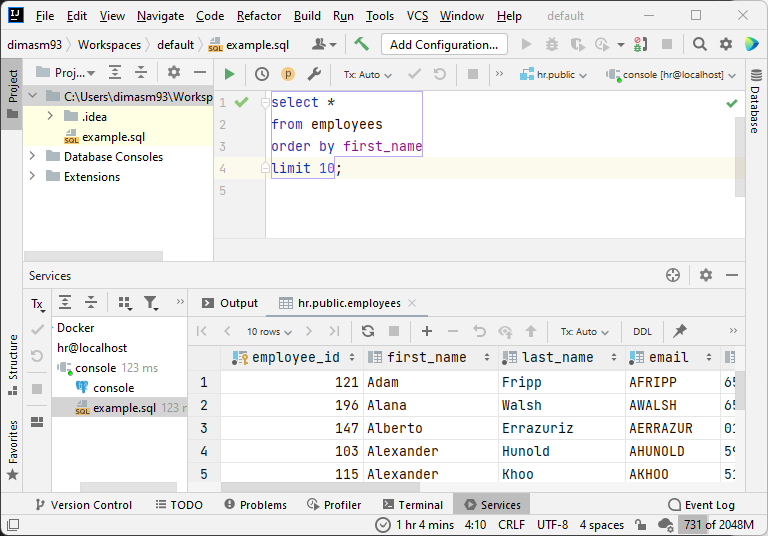 File Edit View Navigate Code Refactor Build Run Tools VCS Window Help default
dimasm93 Workspaces default example.sql Add Configuration...
Project
Proj... Tx: Auto hr.public console [hr@localhost]
Database
C:\Users\dimasm93\Worksp
.idea
example.sql
Database Consoles
Extensions
1 select *
2 from employees
3 order by first_name
4 limit 10;
5
Services
Tx
Docker
hr@localhost
console 123 ms
console
example.sql 123 m
Structure
Favorites
Output hr.public.employees
10 rows Tx: Auto DDL
employee_id first_name last_name email
1 121 Adam Fripp AFRIPP 65
2 196 Alana Walsh AWALSH 65
3 147 Alberto Errazuriz AERRAZUR 01
4 103 Alexander Hunold AHUNOLD 59
5 115 Alexander Khoo AKHOO 51
Version Control TODO Problems Profiler Terminal Services Event Log
1 hr 4 mins 4:10 CRLF UTF-8 4 spaces 731 of 2048M